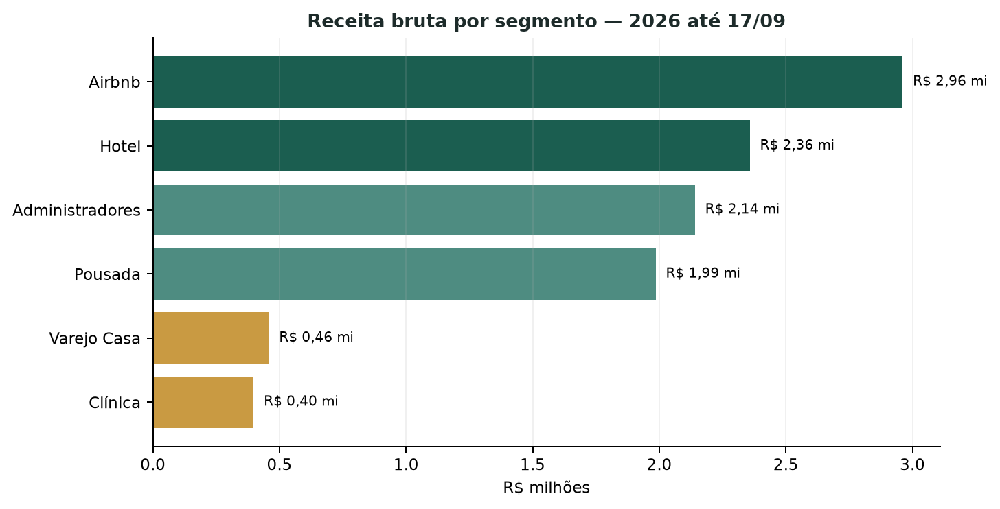 Receita bruta por segmento — 2026 até 17/09
Airbnb
R$ 2,96 mi
Hotel
R$ 2,36 mi
Administradores
R$ 2,14 mi
Pousada
R$ 1,99 mi
Varejo Casa
R$ 0,46 mi
Clínica
R$ 0,40 mi
0.0 0.5 1.0 1.5 2.0 2.5 3.0
R$ milhões